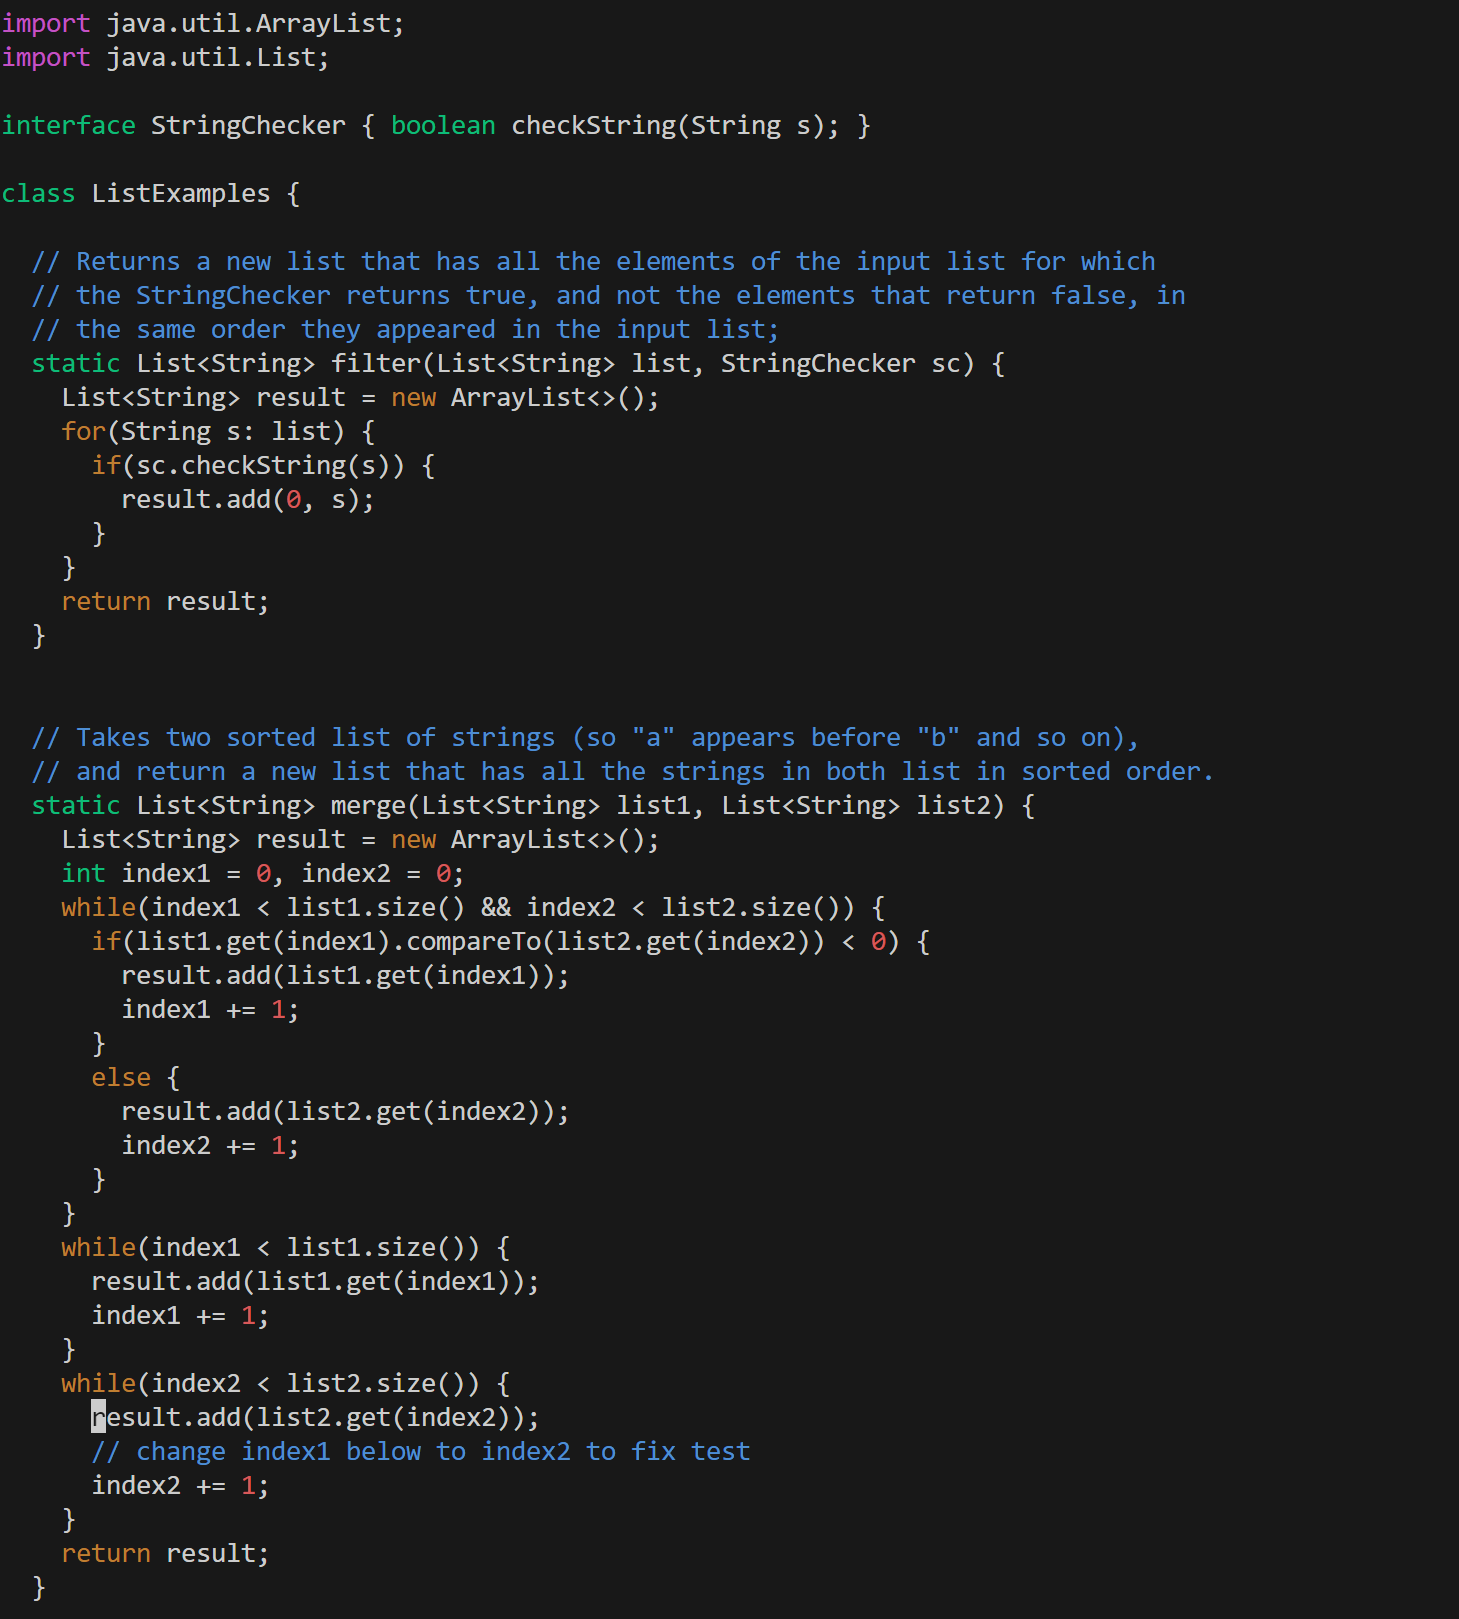 import java.util.ArrayList;
import java.util.List;

interface StringChecker { boolean checkString(String s); }

class ListExamples {

  // Returns a new list that has all the elements of the input list for which
  // the StringChecker returns true, and not the elements that return false, in
  // the same order they appeared in the input list;
  static List<String> filter(List<String> list, StringChecker sc) {
    List<String> result = new ArrayList<>();
    for(String s: list) {
      if(sc.checkString(s)) {
        result.add(0, s);
      }
    }
    return result;
  }


  // Takes two sorted list of strings (so "a" appears before "b" and so on),
  // and return a new list that has all the strings in both list in sorted order.
  static List<String> merge(List<String> list1, List<String> list2) {
    List<String> result = new ArrayList<>();
    int index1 = 0, index2 = 0;
    while(index1 < list1.size() && index2 < list2.size()) {
      if(list1.get(index1).compareTo(list2.get(index2)) < 0) {
        result.add(list1.get(index1));
        index1 += 1;
      }
      else {
        result.add(list2.get(index2));
        index2 += 1;
      }
    }
    while(index1 < list1.size()) {
      result.add(list1.get(index1));
      index1 += 1;
    }
    while(index2 < list2.size()) {
      result.add(list2.get(index2));
      // change index1 below to index2 to fix test
      index2 += 1;
    }
    return result;
  }